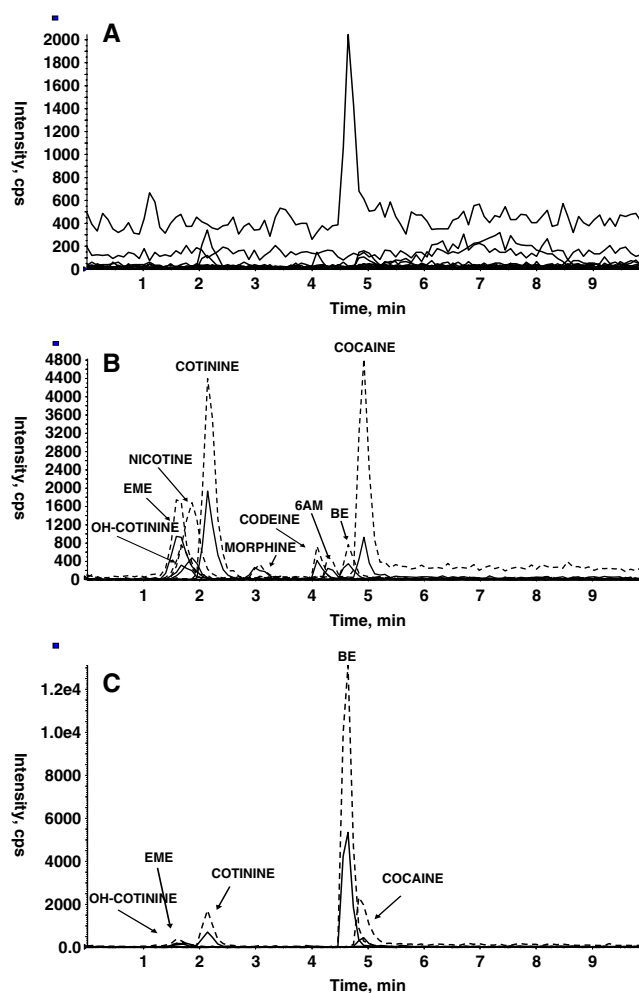 A
Intensity, cps
2000
1800
1600
1400
1200
1000
800
600
400
200
0
1 2 3 4 5 6 7 8 9
Time, min
B
Intensity, cps
4800
4400
4000
3600
3200
2800
2400
2000
1600
1200
800
400
0
COCAINE
COTININE
NICOTINE
EME
OH-COTININE
6AM
BE
CODEINE
MORPHINE
1 2 3 4 5 6 7 8 9
Time, min
C
Intensity, cps
1.2e4
1.0e4
8000
6000
4000
2000
0.0
BE
EME
COTININE
OH-COTININE
COCAINE
1 2 3 4 5 6 7 8 9
Time, min